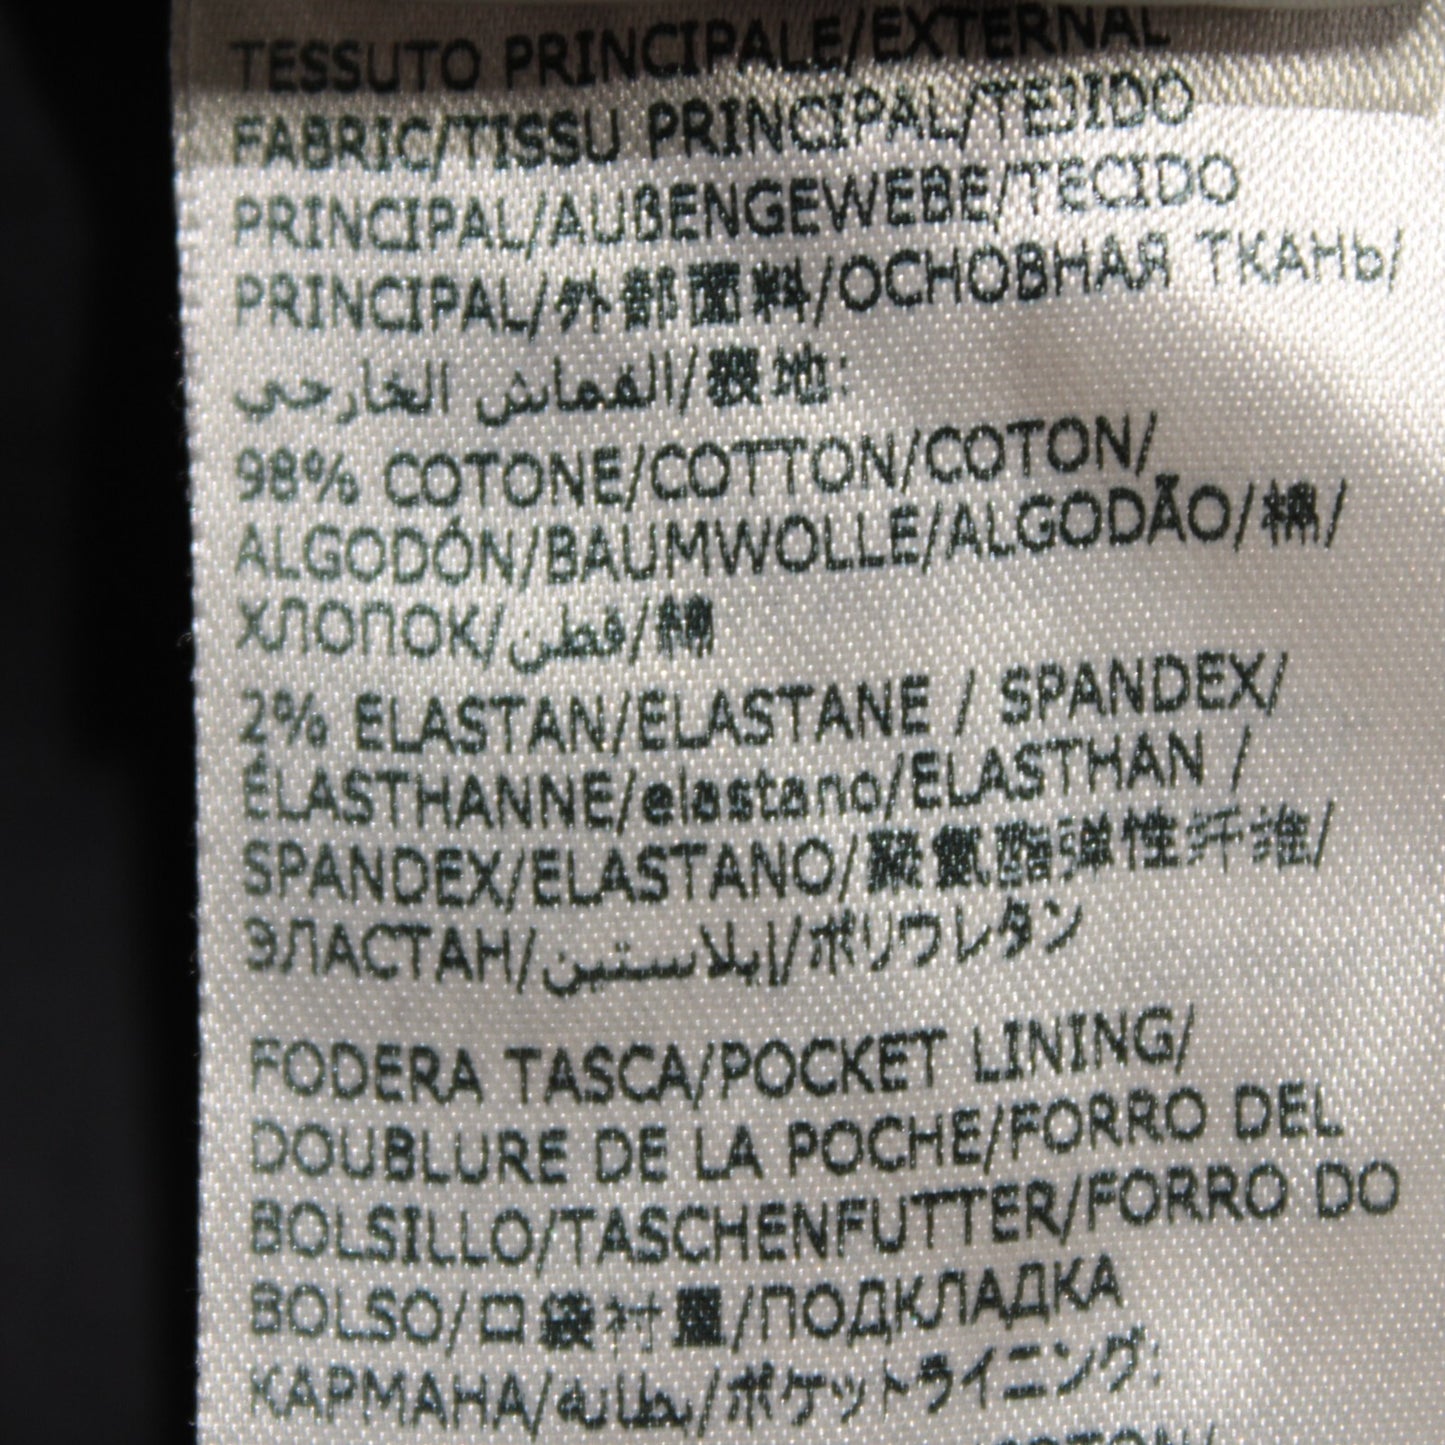 TESSUTO PRINCIPALE/EXTERNAL
FABRIC/TISSU PRINCIPAL/TEJIDO
PRINCIPAL/AUßENGEWEBE/TECIDO
PRINCIPAL/外部面料/ОСНОВНАЯ ТКАНЬ/
القماش الخارجي/表地:
98% COTONE/COTTON/COTON/
ALGODÓN/BAUMWOLLE/ALGODÃO/棉/
ХЛОПОК/قطن/綿
2% ELASTAN/ELASTANE / SPANDEX/
ÉLASTHANNE/elastano/ELASTHAN /
SPANDEX/ELASTANO/聚氨酯弹性纤维/
ЭЛАСТАН/إيلاستين/ポリウレタン
FODERA TASCA/POCKET LINING/
DOUBLURE DE LA POCHE/FORRO DEL
BOLSILLO/TASCHENFUTTER/FORRO DO
BOLSO/口袋衬里/ПОДКЛАДКА
КАРМАНА/بطانه/ポケットライニング: